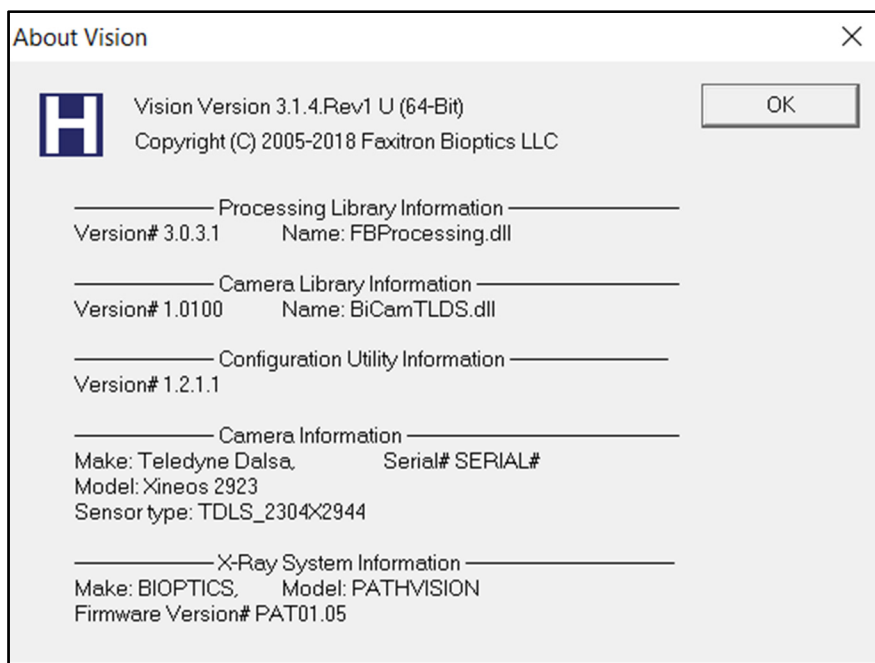 About Vision
H
Vision Version 3.1.4.Rev1 U (64-Bit)
OK
Copyright (C) 2005-2018 Faxitron Bioptics LLC
Processing Library Information
Version# 3.0.3.1 Name: FBProcessing.dll
Camera Library Information
Version# 1.0100 Name: BiCamTLDS.dll
Configuration Utility Information
Version# 1.2.1.1
Camera Information
Make: Teledyne Dalsa, Serial# SERIAL#
Model: Xineos 2923
Sensor type: TDLS_2304X2944
X-Ray System Information
Make: BIOPTICS, Model: PATHVISION
Firmware Version# PAT01.05